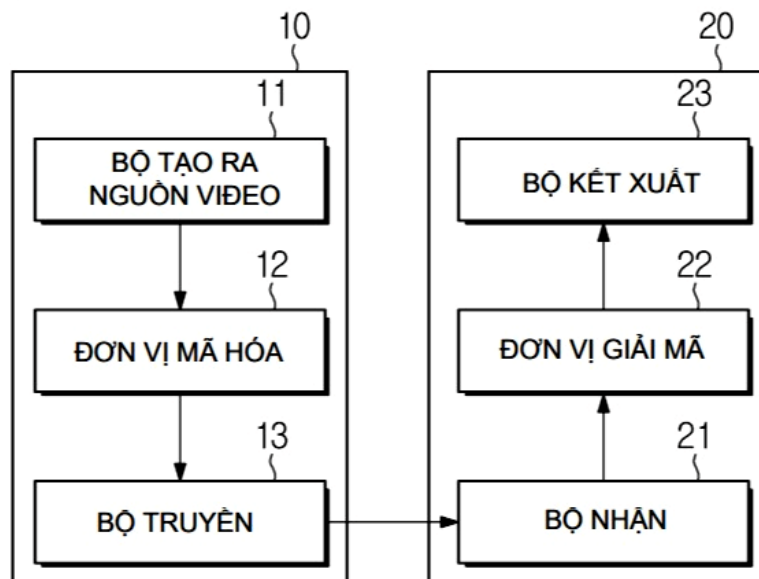 10
11
BỘ TẠO RA
NGUỒN VIĐEO
12
ĐƠN VỊ MÃ HÓA
13
BỘ TRUYỀN
20
23
BỘ KẾT XUẤT
22
ĐƠN VỊ GIẢI MÃ
21
BỘ NHẬN